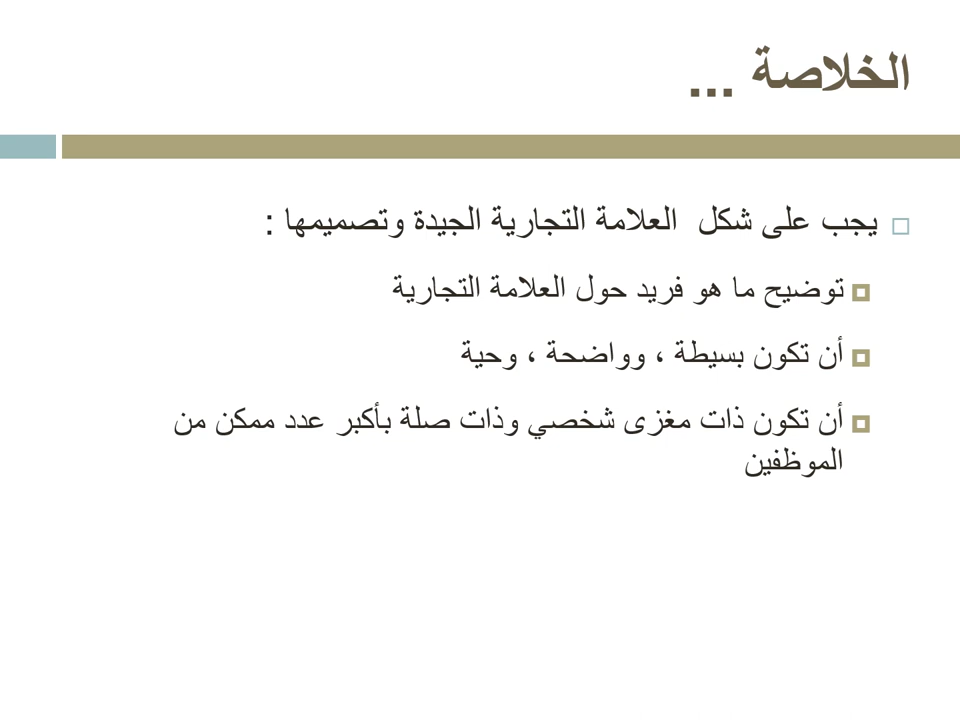 الخلاصة ...
يجب على شكل العلامة التجارية الجيدة وتصميمها :
توضيح ما هو فريد حول العلامة التجارية
أن تكون بسيطة ، وواضحة ، وحية
أن تكون ذات مغزى شخصي وذات صلة بأكبر عدد ممكن من
الموظفين